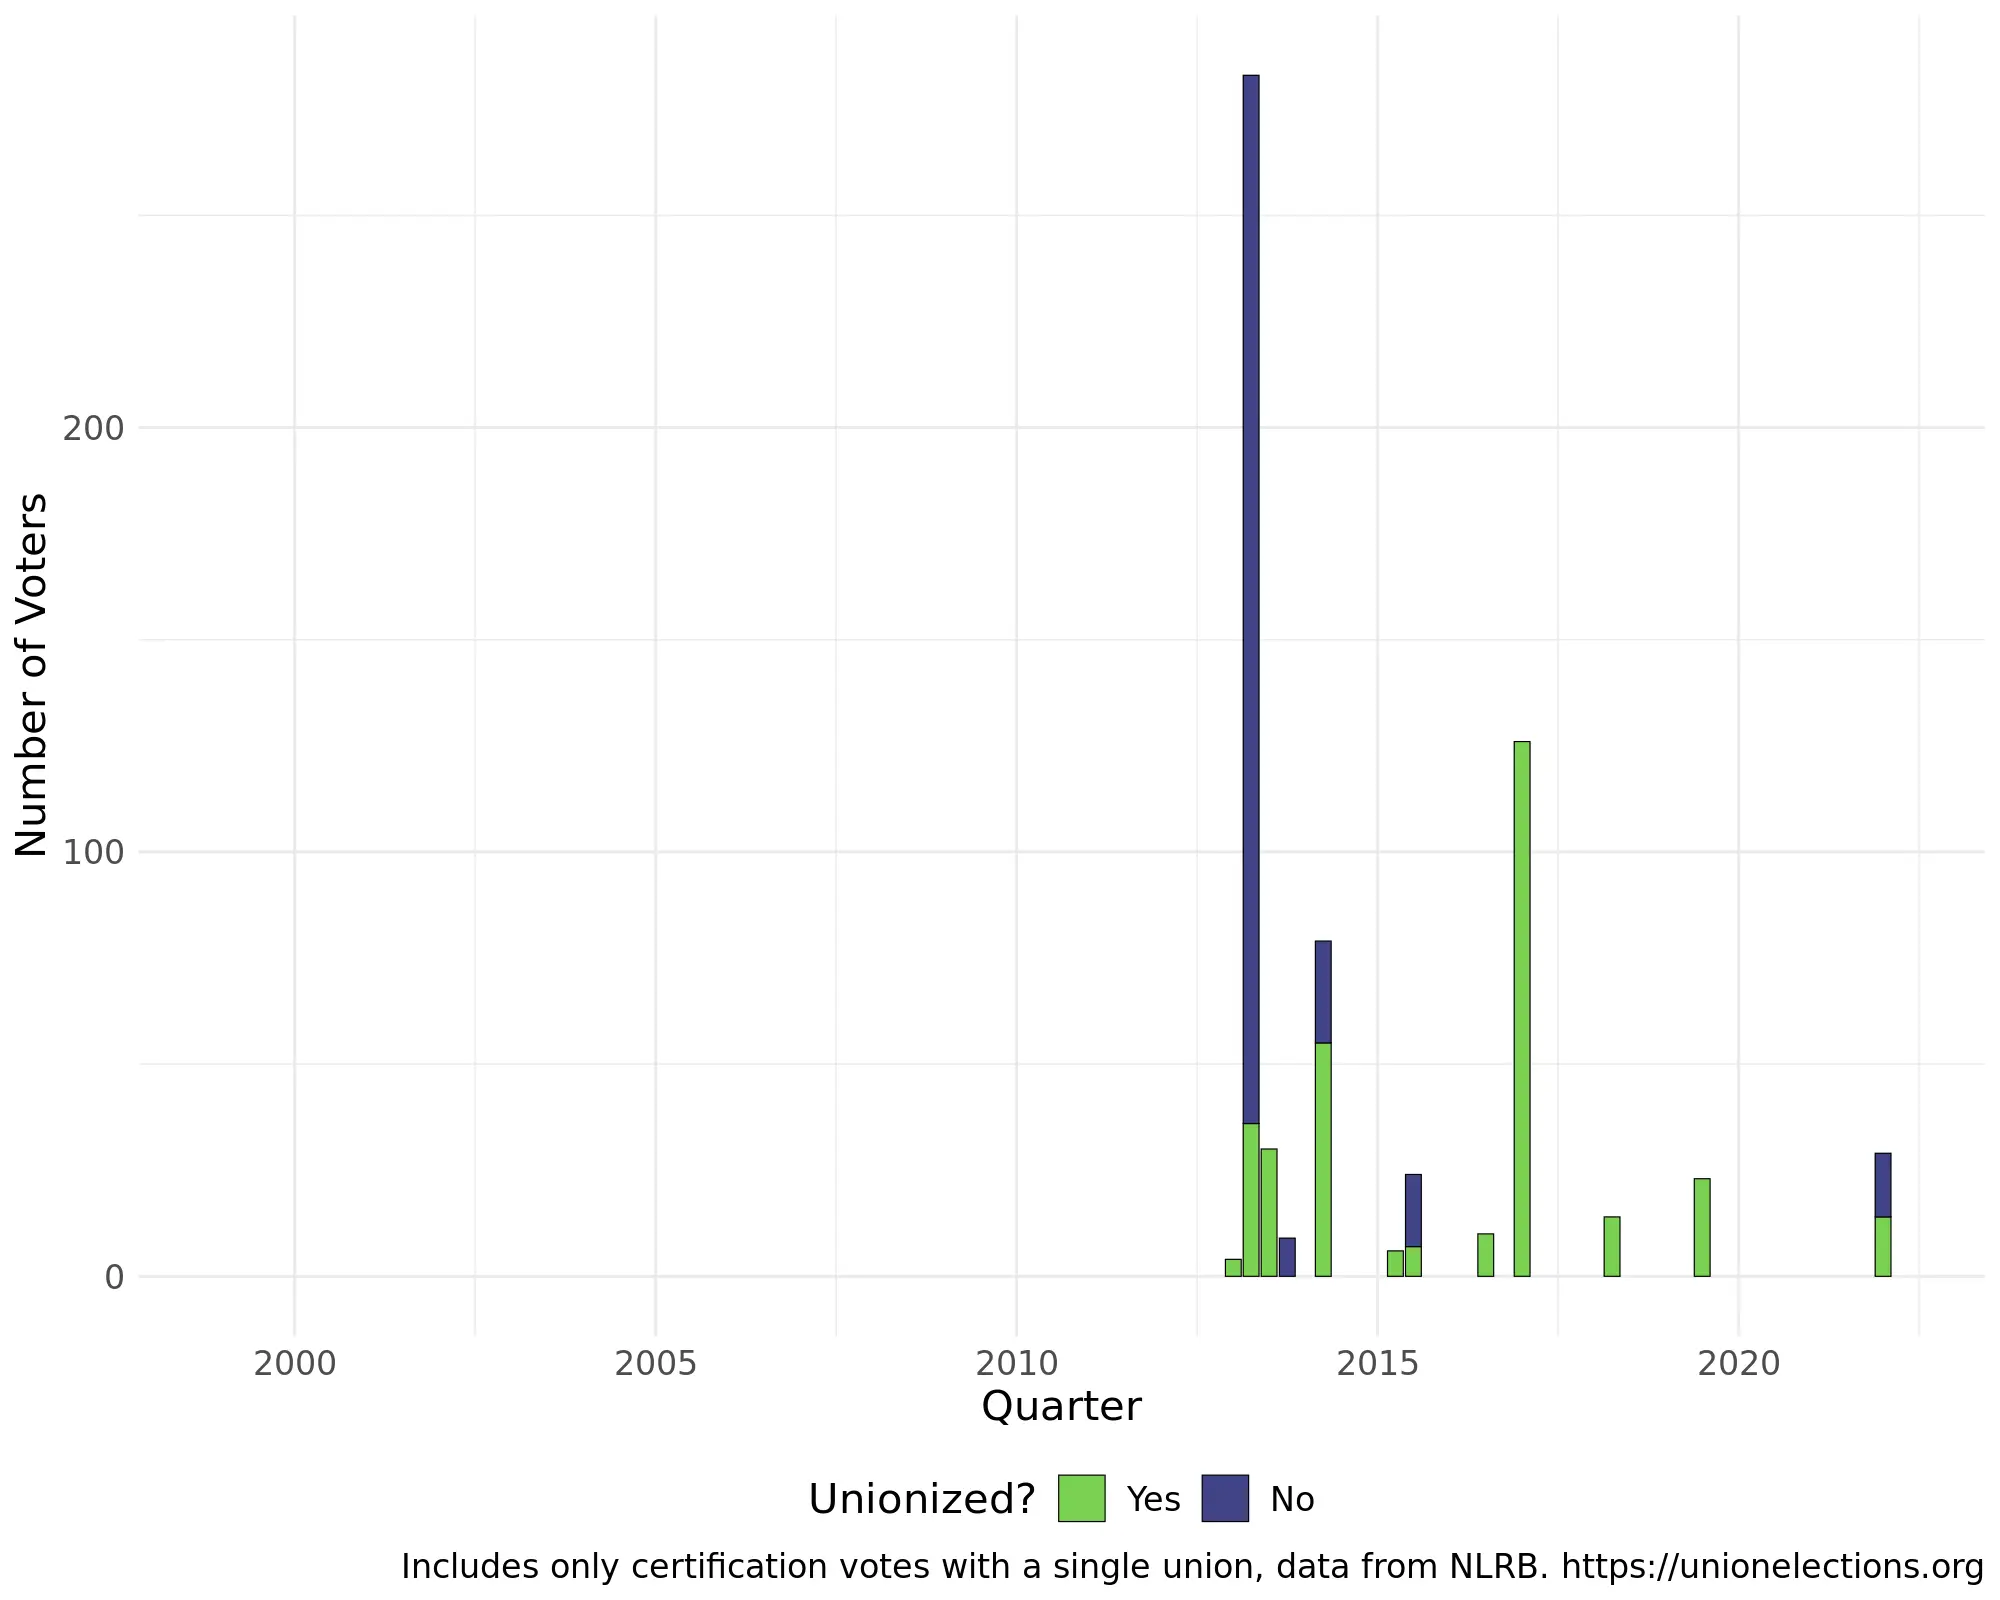 200
100
0
Number of Voters
2000 2005 2010 2015 2020
Quarter
Unionized? Yes No
Includes only certification votes with a single union, data from NLRB. https://unionelections.org